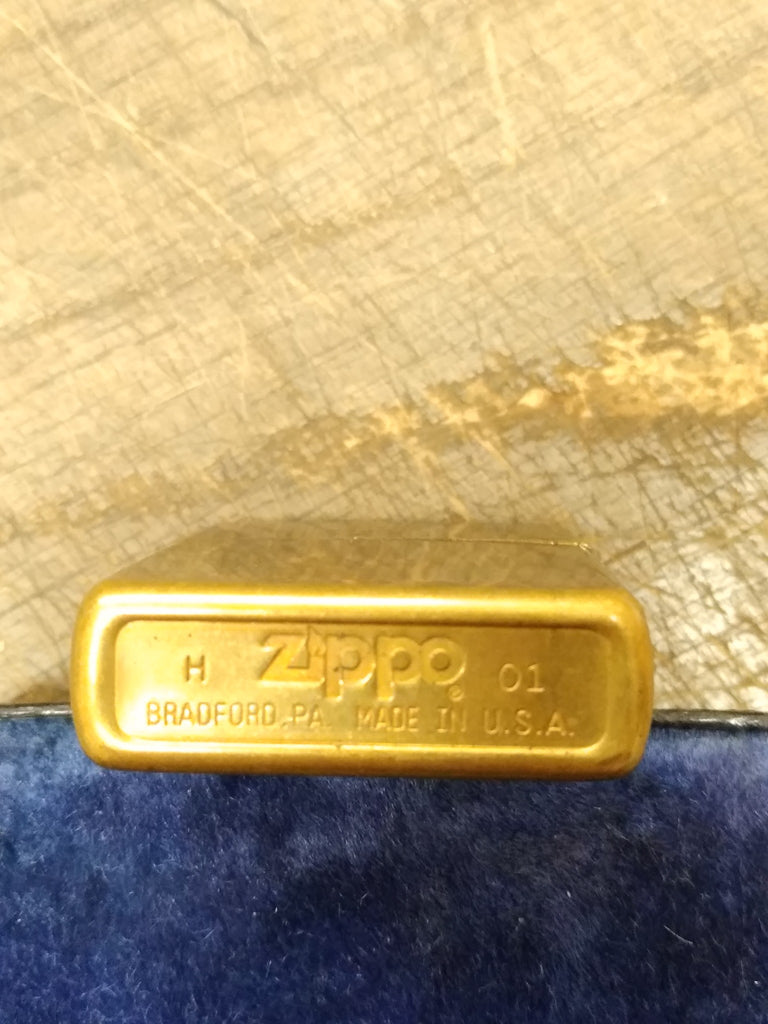 H Zippo ® 01
BRADFORD, PA. MADE IN U.S.A.